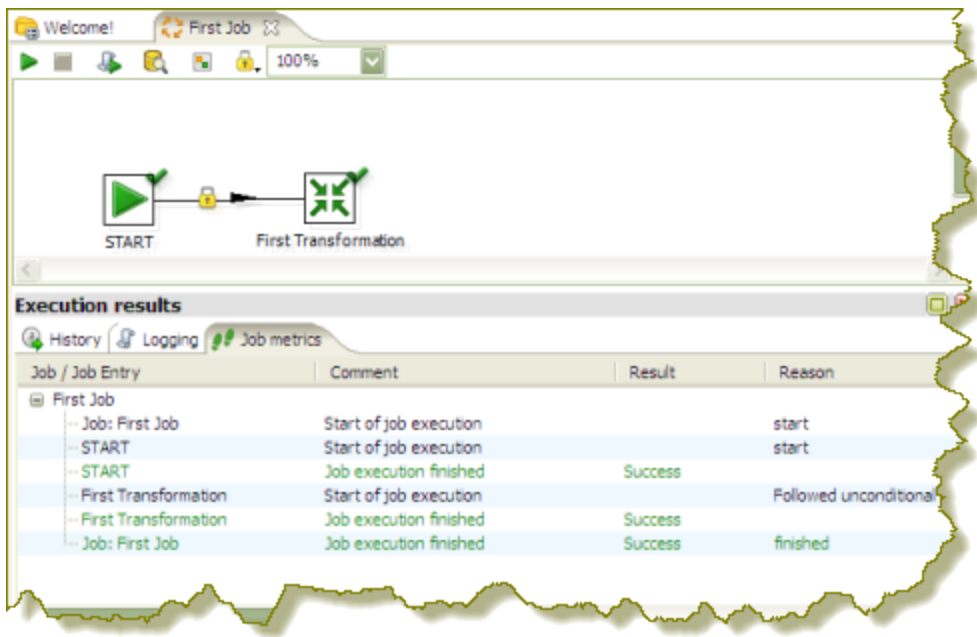 Welcome! First Job
100%
START First Transformation
Execution results
History Logging Job metrics
Job / Job Entry Comment Result Reason
First Job
Job: First Job Start of job execution start
START Start of job execution start
START Job execution finished Success
First Transformation Start of job execution Followed unconditional
First Transformation Job execution finished Success
Job: First Job Job execution finished Success finished